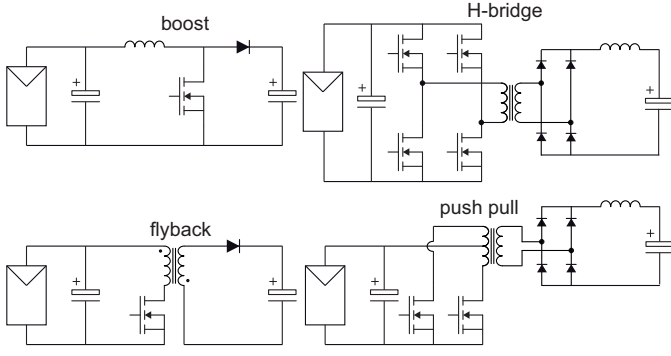 boost
H-bridge
+
+
+
+
flyback
push pull
+
+
+
+